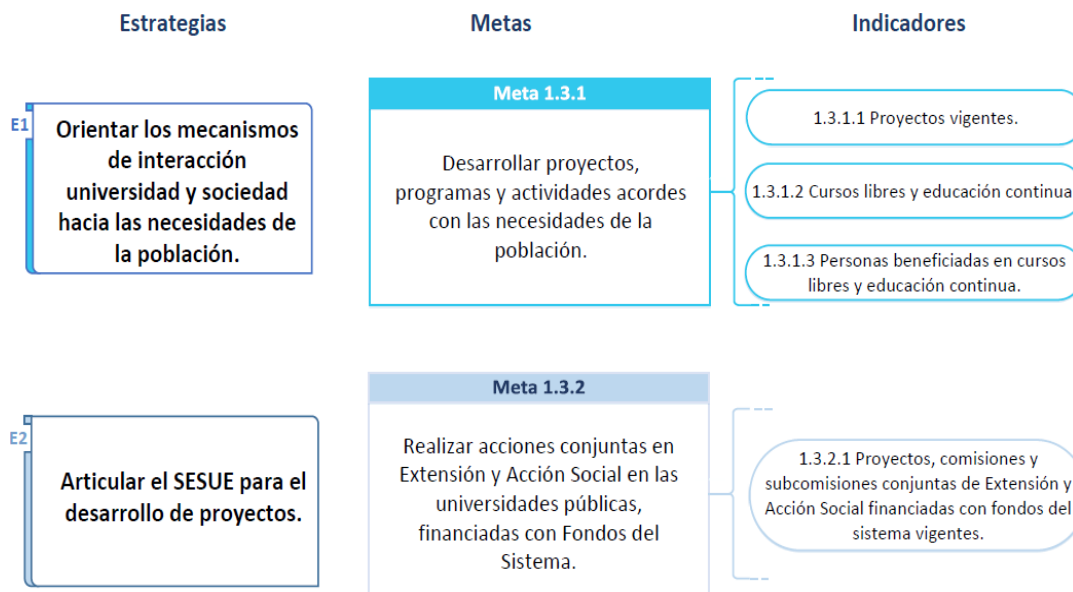 Estrategias
Metas
Indicadores
E1
Orientar los mecanismos
de interacción
universidad y sociedad
hacia las necesidades de
la población.
Meta 1.3.1
Desarrollar proyectos,
programas y actividades acordes
con las necesidades de la
población.
1.3.1.1 Proyectos vigentes.
1.3.1.2 Cursos libres y educación continua
1.3.1.3 Personas beneficiadas en cursos
libres y educación continua.
E2
Articular el SESUE para el
desarrollo de proyectos.
Meta 1.3.2
Realizar acciones conjuntas en
Extensión y Acción Social en las
universidades públicas,
financiadas con Fondos del
Sistema.
1.3.2.1 Proyectos, comisiones y
subcomisiones conjuntas de Extensión y
Acción Social financiadas con fondos del
sistema vigentes.